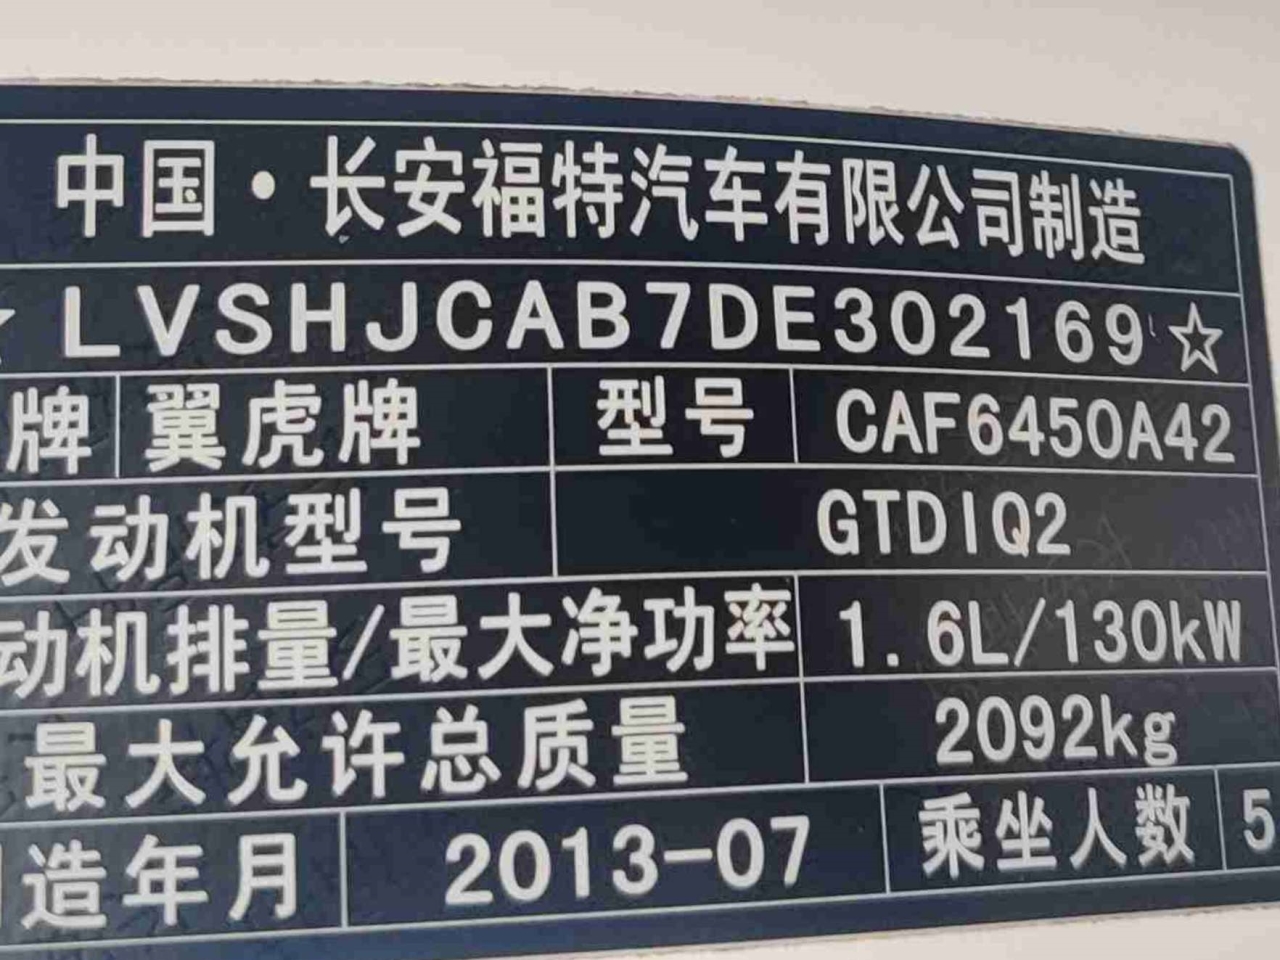 中国·长安福特汽车有限公司制造
LVSHJCAB7DE302169☆
牌 翼虎牌 型号 CAF6450A42
发动机型号 GTDIQ2
动机排量/最大净功率 1.6L/130kW
最大允许总质量 2092kg
造年月 2013-07 乘坐人数 5